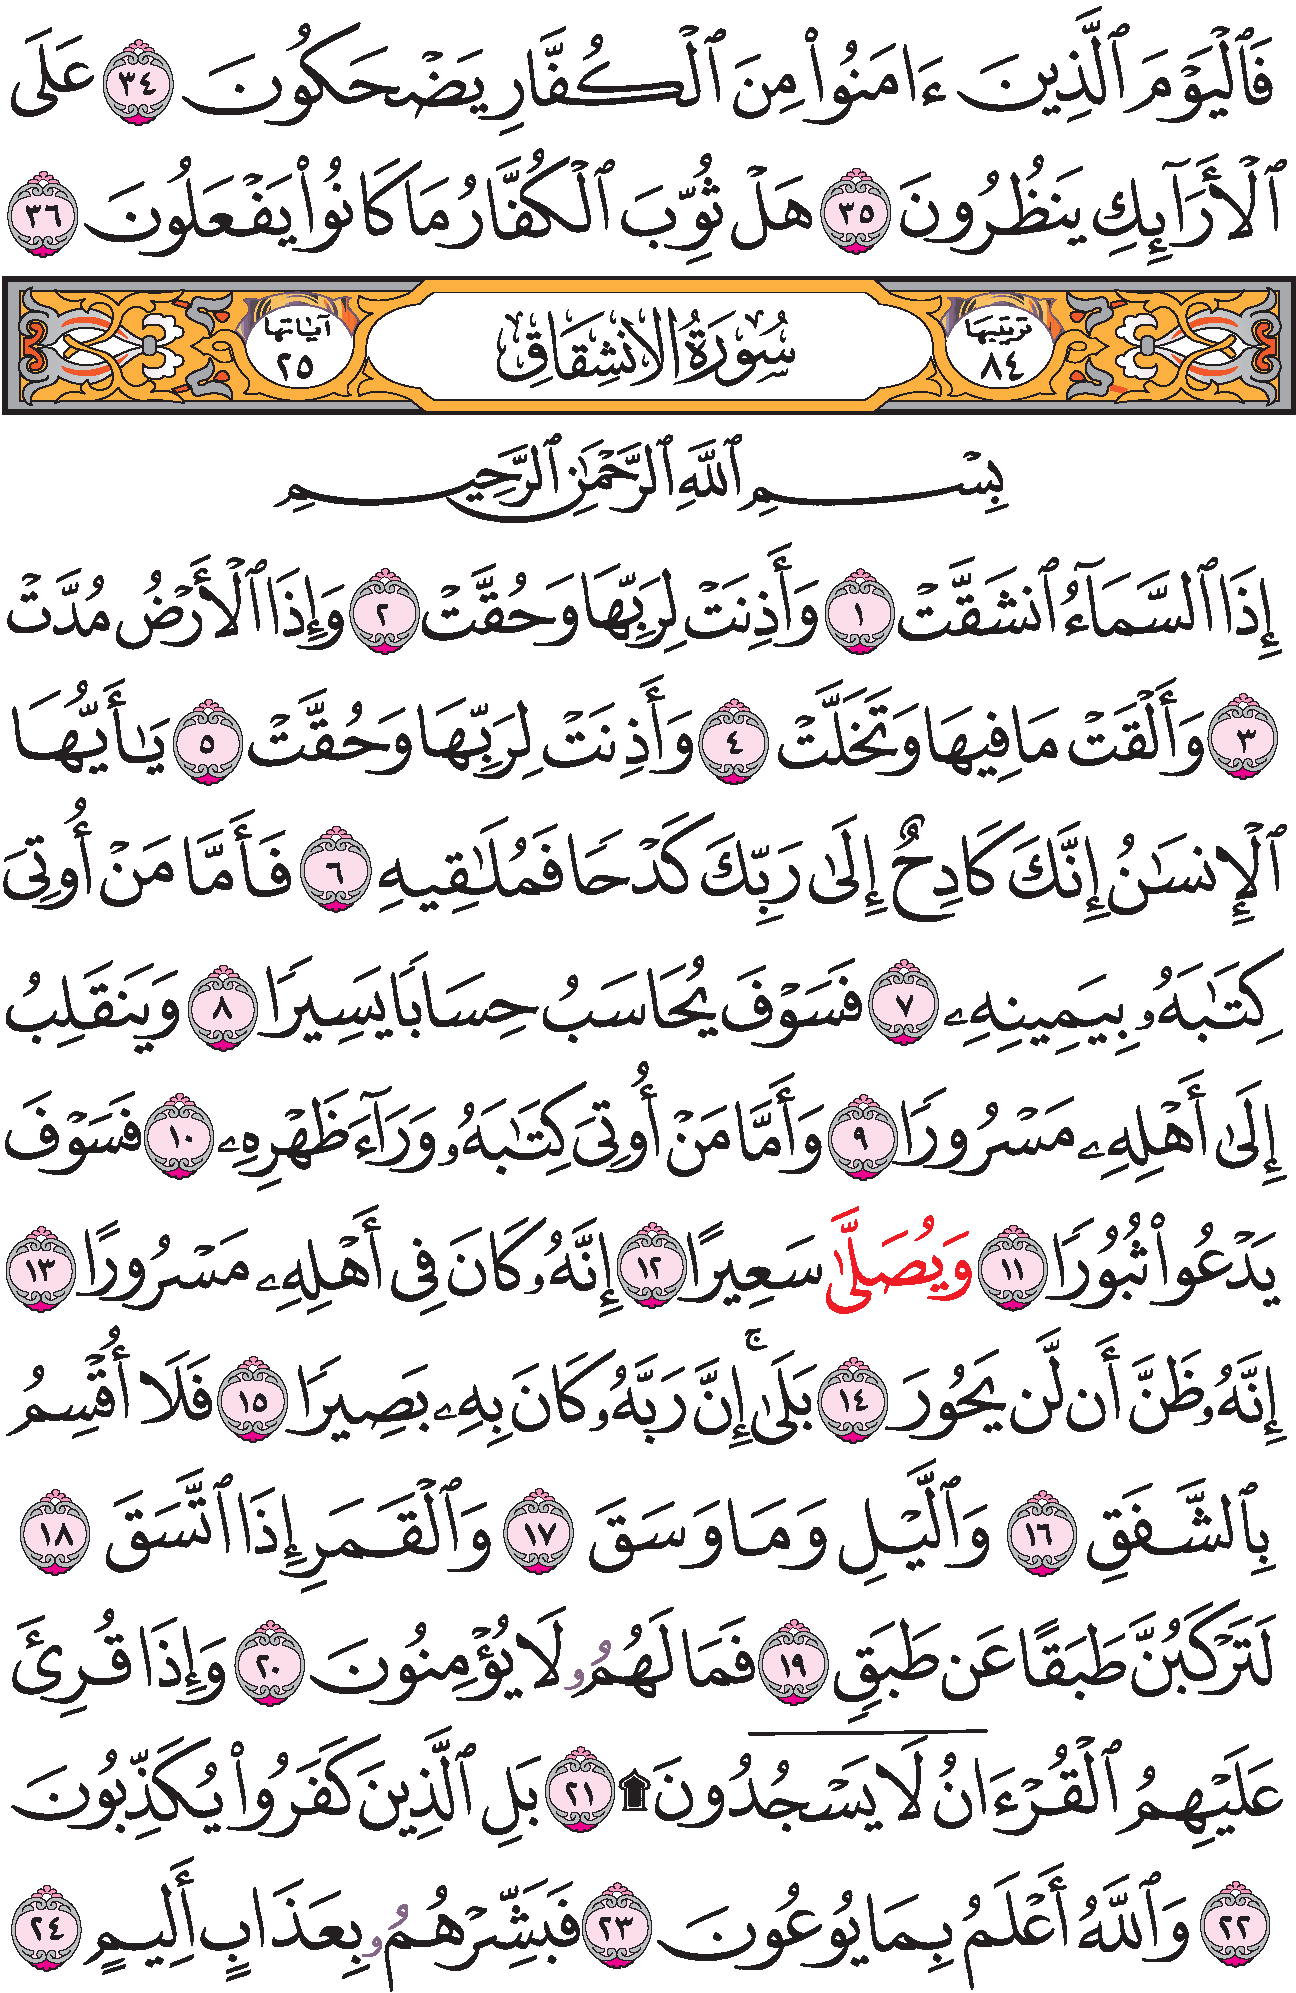 فَٱلۡيَوۡمَ ٱلَّذِينَ ءَامَنُواْ مِنَ ٱلۡكُفَّارِ يَضۡحَكُونَ ٣٤ عَلَى
ٱلۡأَرَآئِكِ يَنظُرُونَ ٣٥ هَلۡ ثُوِّبَ ٱلۡكُفَّارُ مَا كَانُواْ يَفۡعَلُونَ ٣٦
ترتيبها ٨٤ سُورَةُ الانشِقَاقِ آياتها ٢٥
بِسۡمِ ٱللَّهِ ٱلرَّحۡمَٰنِ ٱلرَّحِيمِ
إِذَا ٱلسَّمَآءُ ٱنشَقَّتۡ ١ وَأَذِنَتۡ لِرَبِّهَا وَحُقَّتۡ ٢ وَإِذَا ٱلۡأَرۡضُ مُدَّتۡ
٣ وَأَلۡقَتۡ مَا فِيهَا وَتَخَلَّتۡ ٤ وَأَذِنَتۡ لِرَبِّهَا وَحُقَّتۡ ٥ يَٰٓأَيُّهَا
ٱلۡإِنسَٰنُ إِنَّكَ كَادِحٌ إِلَىٰ رَبِّكَ كَدۡحٗا فَمُلَٰقِيهِ ٦ فَأَمَّا مَنۡ أُوتِيَ
كِتَٰبَهُۥ بِيَمِينِهِۦ ٧ فَسَوۡفَ يُحَاسَبُ حِسَابٗا يَسِيرٗا ٨ وَيَنقَلِبُ
إِلَىٰٓ أَهۡلِهِۦ مَسۡرُورٗا ٩ وَأَمَّا مَنۡ أُوتِيَ كِتَٰبَهُۥ وَرَآءَ ظَهۡرِهِۦ ١٠ فَسَوۡفَ
يَدۡعُواْ ثُبُورٗا ١١ وَيُصَلَّىٰ سَعِيرًا ١٢ إِنَّهُۥ كَانَ فِيٓ أَهۡلِهِۦ مَسۡرُورًا ١٣
إِنَّهُۥ ظَنَّ أَن لَّن يَحُورَ ١٤ بَلَىٰٓۚ إِنَّ رَبَّهُۥ كَانَ بِهِۦ بَصِيرٗا ١٥ فَلَآ أُقۡسِمُ
بِٱلشَّفَقِ ١٦ وَٱلَّيۡلِ وَمَا وَسَقَ ١٧ وَٱلۡقَمَرِ إِذَا ٱتَّسَقَ ١٨
لَتَرۡكَبُنَّ طَبَقًا عَن طَبَقٖ ١٩ فَمَا لَهُمُۥ لَا يُؤۡمِنُونَ ٢٠ وَإِذَا قُرِئَ
عَلَيۡهِمُ ٱلۡقُرۡءَانُ لَا يَسۡجُدُونَ۩ ٢١ بَلِ ٱلَّذِينَ كَفَرُواْ يُكَذِّبُونَ
٢٢ وَٱللَّهُ أَعۡلَمُ بِمَا يُوعُونَ ٢٣ فَبَشِّرۡهُمُۥ بِعَذَابٍ أَلِيمٍ ٢٤